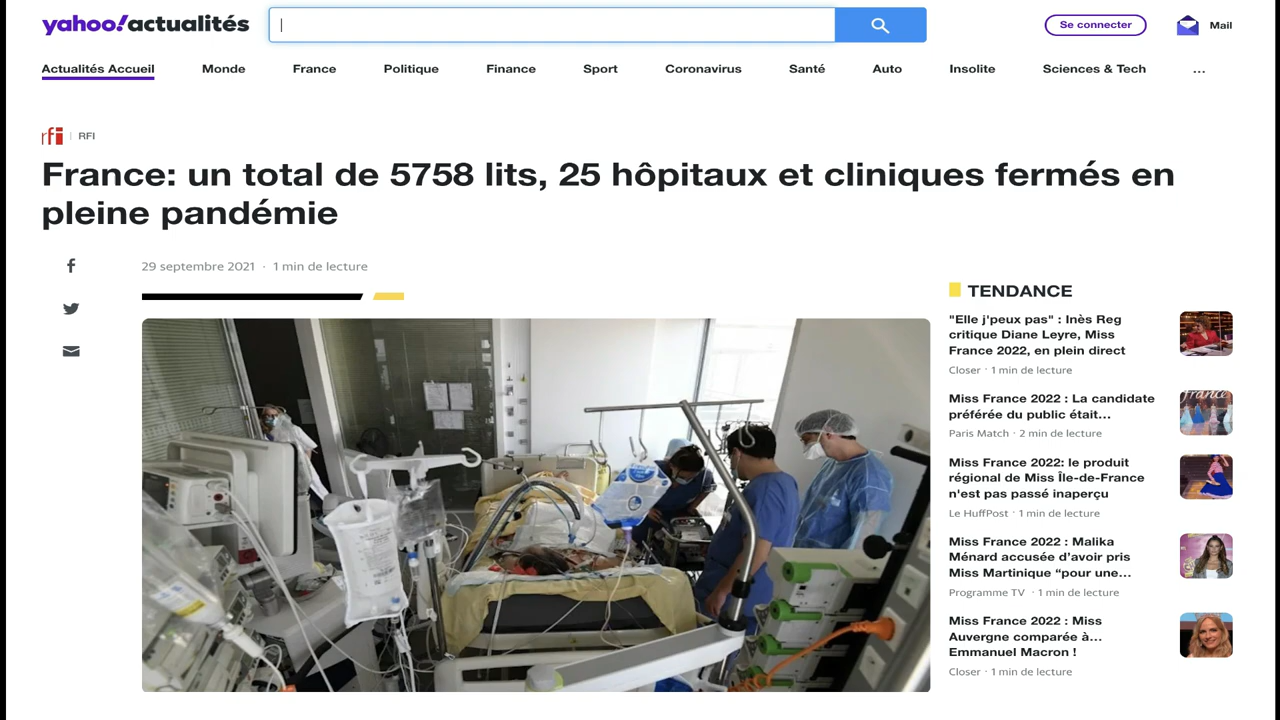 yahoo!actualités
Se connecter
Mail
Actualités Accueil Monde France Politique Finance Sport Coronavirus Santé Auto Insolite Sciences & Tech ...
rfi | RFI
France: un total de 5758 lits, 25 hôpitaux et cliniques fermés en
pleine pandémie
29 septembre 2021 · 1 min de lecture
TENDANCE
"Elle j'peux pas" : Inès Reg
critique Diane Leyre, Miss
France 2022, en plein direct
Closer · 1 min de lecture
Miss France 2022 : La candidate
préférée du public était...
Paris Match · 2 min de lecture
Miss France 2022: le produit
régional de Miss Île-de-France
n'est pas passé inaperçu
Le HuffPost · 1 min de lecture
Miss France 2022 : Malika
Ménard accusée d’avoir pris
Miss Martinique “pour une...
Programme TV · 1 min de lecture
Miss France 2022 : Miss
Auvergne comparée à...
Emmanuel Macron !
Closer · 1 min de lecture